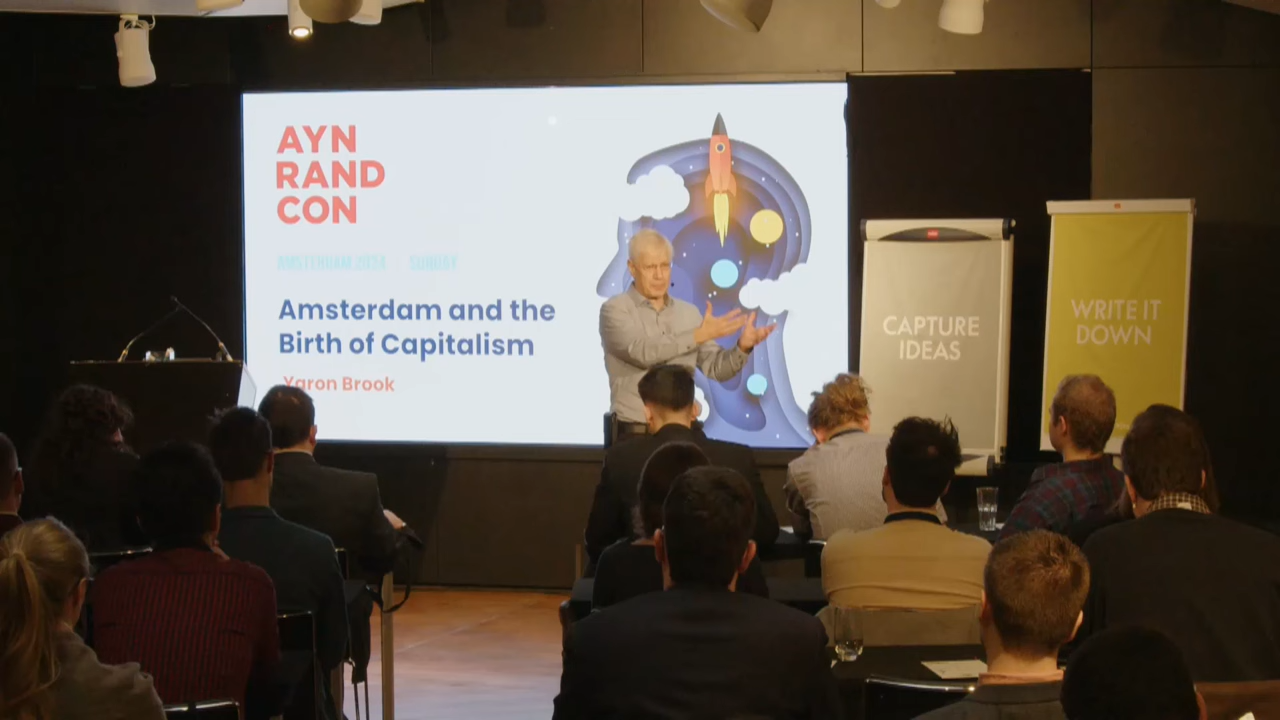 AYN
RAND
CON
AMSTERDAM 2024 SUNDAY
Amsterdam and the
Birth of Capitalism
Yaron Brook
CAPTURE
IDEAS
WRITE IT
DOWN